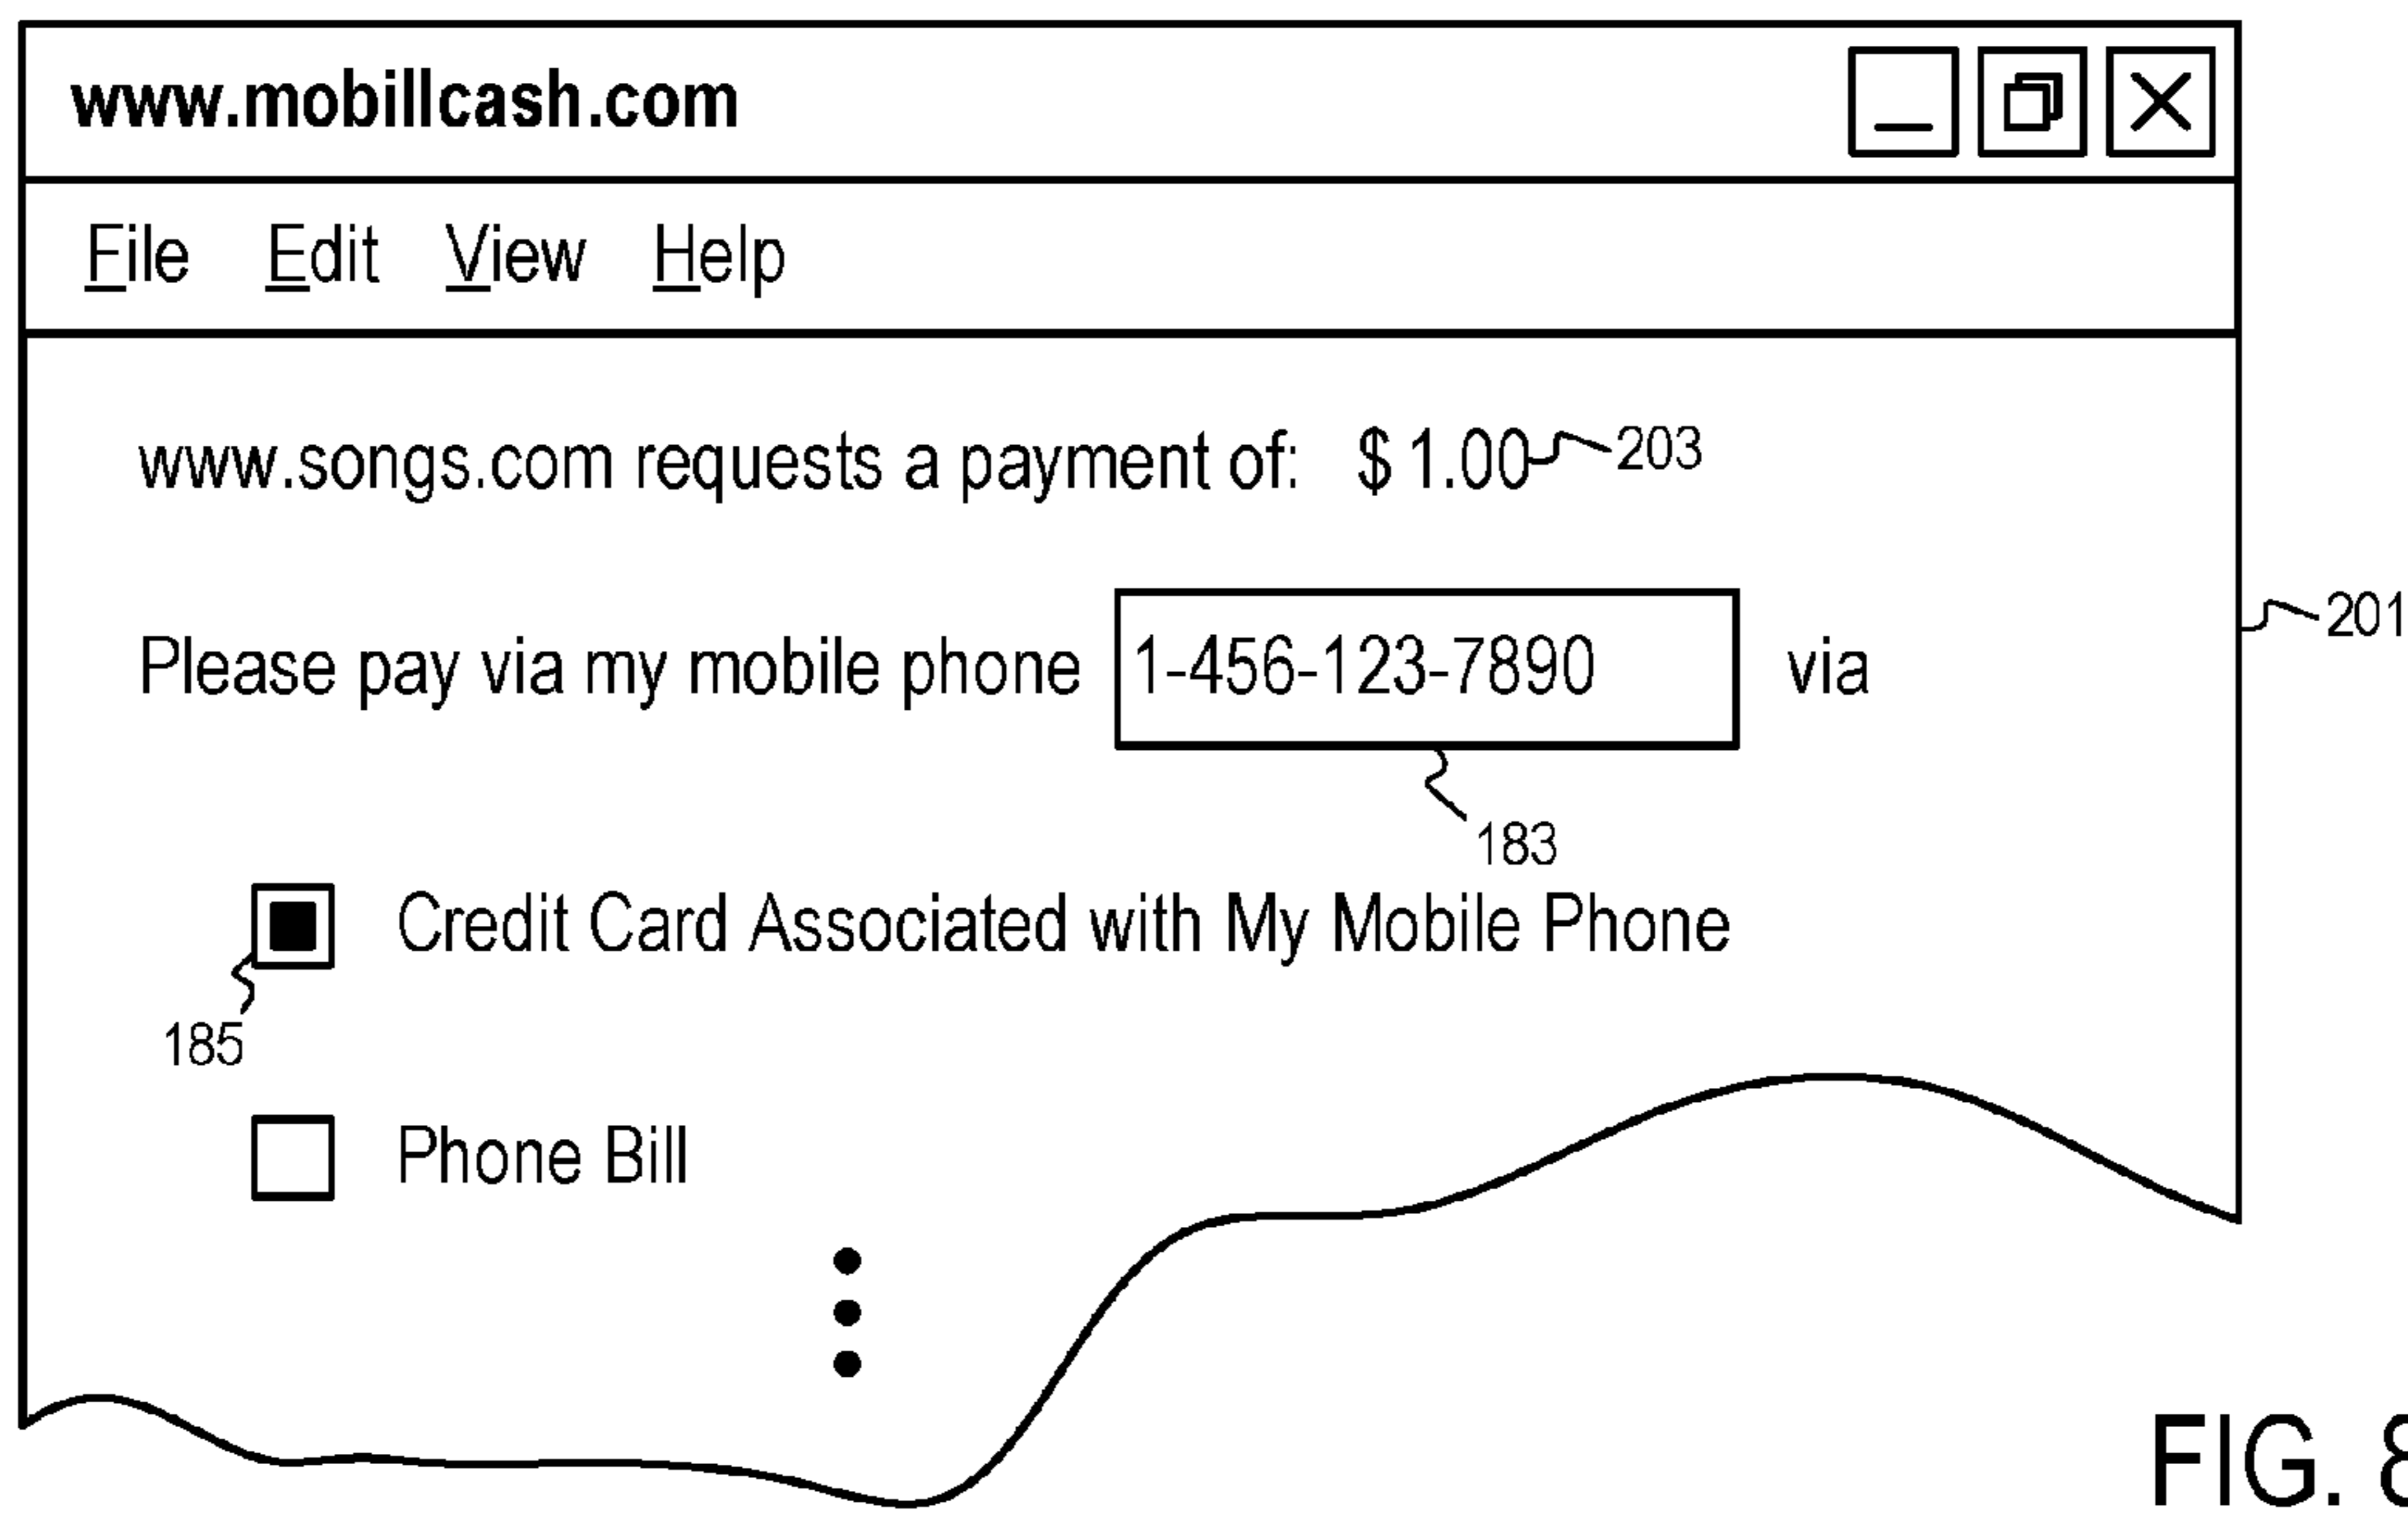 www.mobillcash.com
File Edit View Help
www.songs.com requests a payment of: $ 1.00 203
201
Please pay via my mobile phone 1-456-123-7890 via
183
Credit Card Associated with My Mobile Phone
185
Phone Bill
FIG. 8